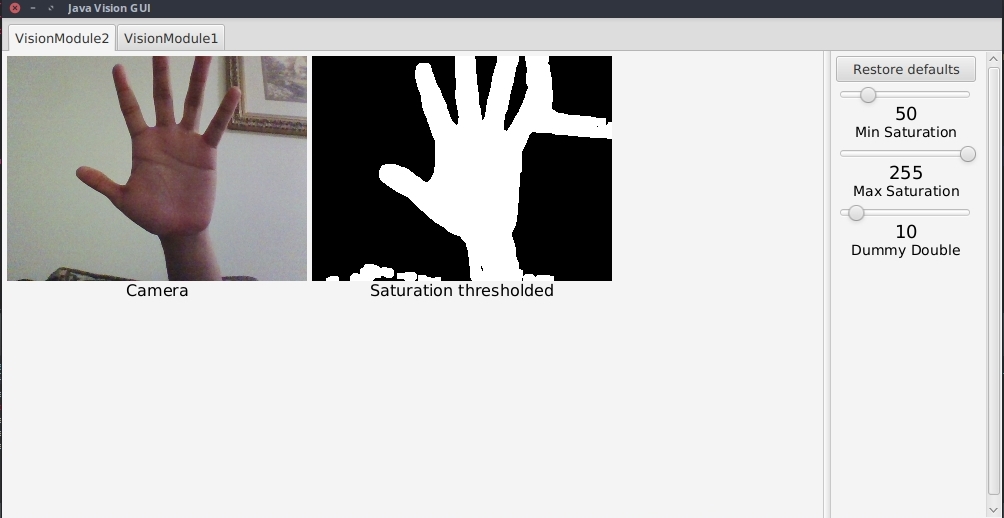 Java Vision GUI
VisionModule2 VisionModule1
Restore defaults
50
Min Saturation
255
Max Saturation
10
Dummy Double
Camera
Saturation thresholded